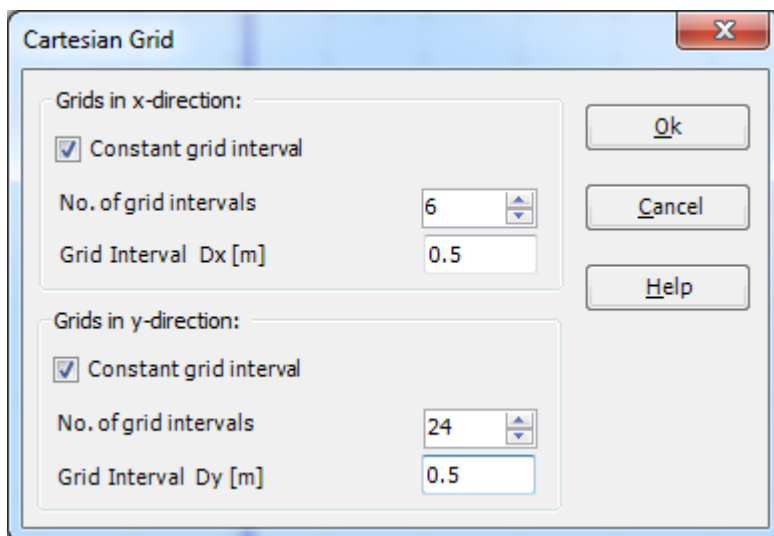 Cartesian Grid
Grids in x-direction:
Constant grid interval
No. of grid intervals 6
Grid Interval Dx [m] 0.5
Grids in y-direction:
Constant grid interval
No. of grid intervals 24
Grid Interval Dy [m] 0.5
Ok
Cancel
Help